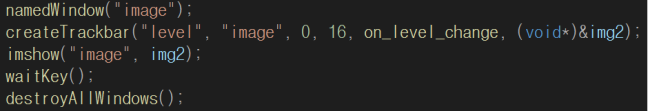 namedWindow("image");
createTrackbar("level", "image", 0, 16, on_level_change, (void*)&img2);
imshow("image", img2);
waitKey();
destroyAllWindows();